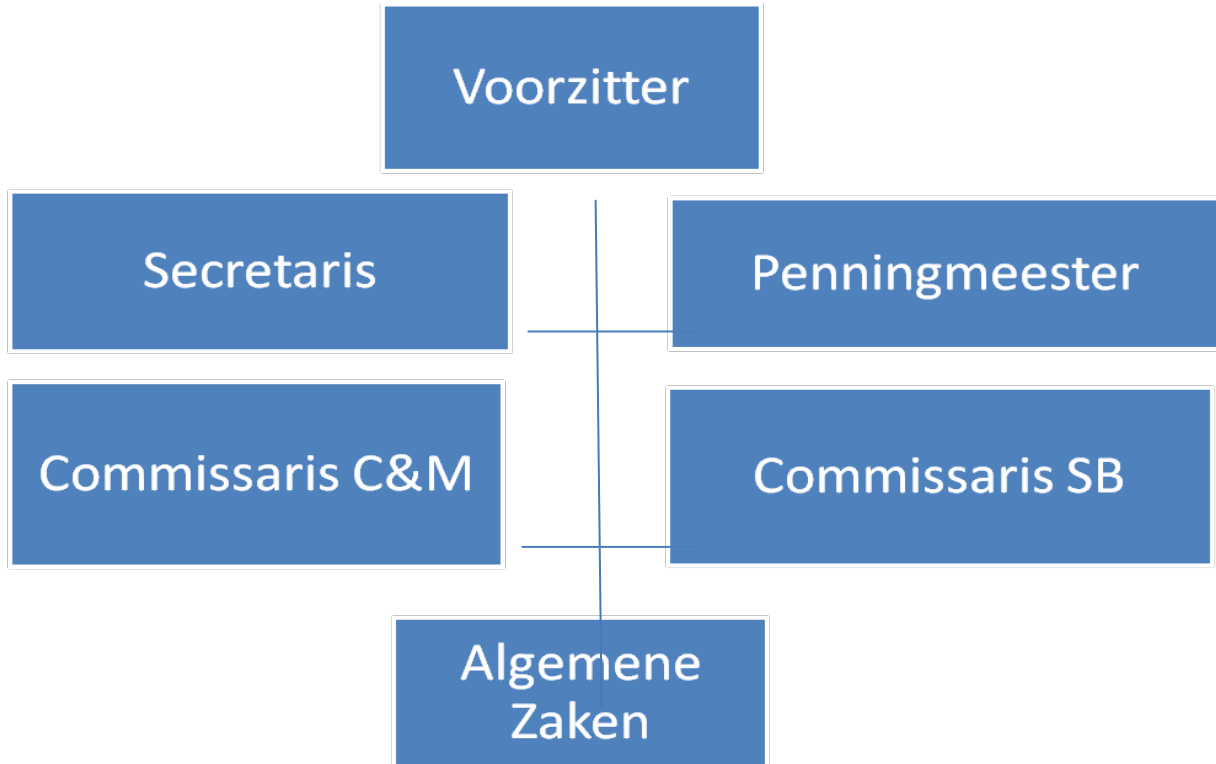 Voorzitter
Secretaris
Penningmeester
Commissaris C&M
Commissaris SB
Algemene
Zaken